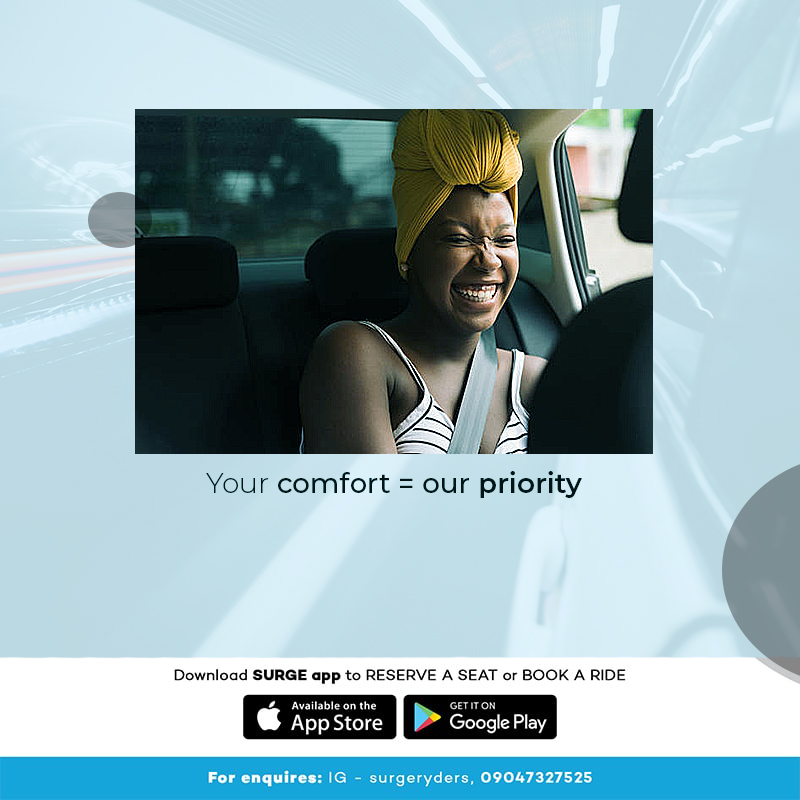 Your comfort = our priority
Download SURGE app to RESERVE A SEAT or BOOK A RIDE
Available on the
App Store
GET IT ON
Google Play
For enquires: IG - surgeryders, 09047327525